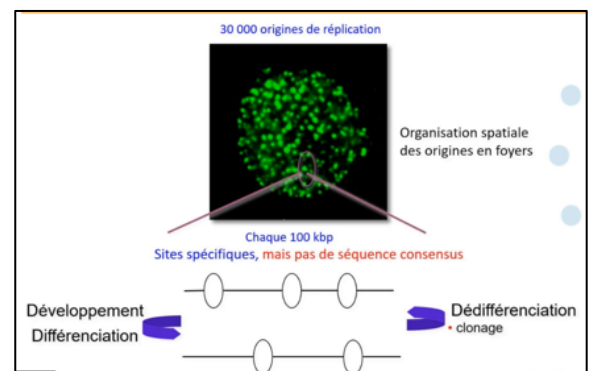 30 000 origines de réplication
Organisation spatiale
des origines en foyers
Chaque 100 kbp
Sites spécifiques, mais pas de séquence consensus
Développement
Différenciation
Dédifférenciation
• clonage